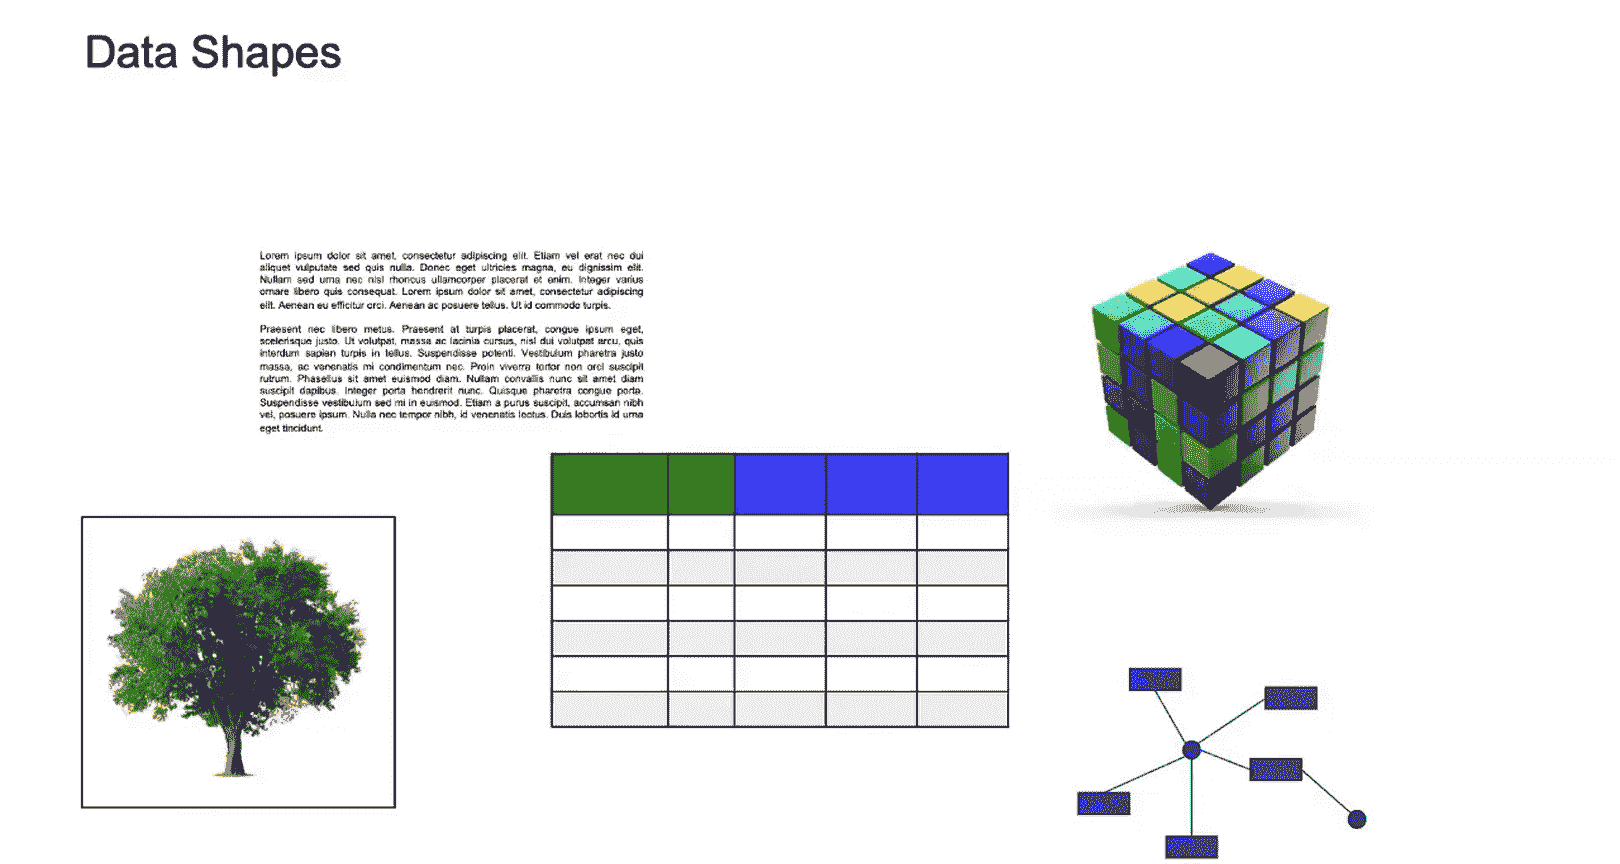 Data Shapes
Lorem ipsum dolor sit amet, consectetur adipiscing elit. Etiam vel erat nec dui
aliquet vulputate sed quis nulla. Donec eget ultricies magna, eu dignissim elit.
Nullam sed urna nec nisl rhoncus ullamcorper placerat et enim. Integer varius
ornare libero quis consequat. Lorem ipsum dolor sit amet, consectetur adipiscing
elit. Aenean eu efficitur orci. Aenean ac posuere tellus. Ut id commodo turpis.
Praesent nec libero metus. Praesent at turpis placerat, congue ipsum eget,
scelerisque justo. Ut volutpat, massa ac lacinia cursus, nisl dui volutpat arcu, quis
interdum sapien turpis in tellus. Suspendisse potenti. Vestibulum pharetra justo
massa, ac venenatis mi condimentum nec. Proin viverra tortor non orci suscipit
rutrum. Phasellus sit amet euismod diam. Nullam convallis nunc sit amet diam
suscipit dapibus. Integer porta hendrerit nunc. Quisque pharetra congue porta.
Suspendisse vestibulum sed mi in euismod. Etiam a purus suscipit, accumsan nibh
vel, posuere ipsum. Nulla nec tempor nibh, id venenatis lectus. Duis lobortis id urna
eget tincidunt.